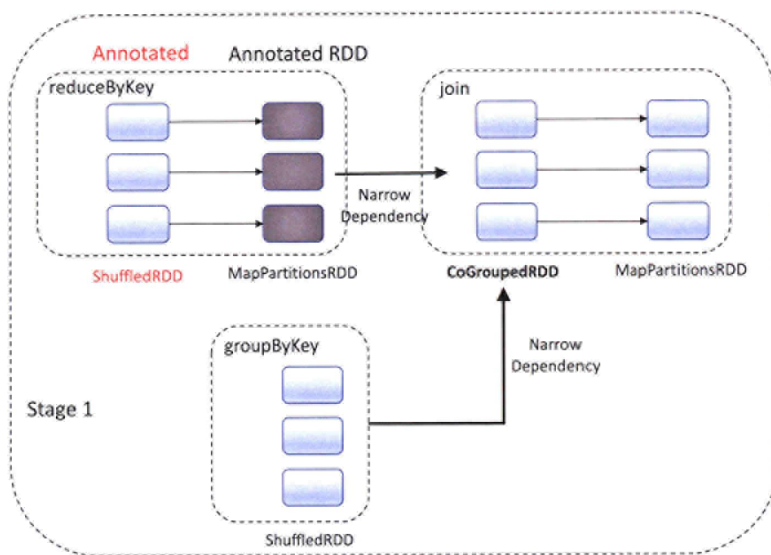 Annotated
Annotated RDD
reduceByKey
join
Narrow
Dependency
ShuffledRDD
MapPartitionsRDD
CoGroupedRDD
MapPartitionsRDD
groupByKey
Narrow
Dependency
Stage 1
ShuffledRDD